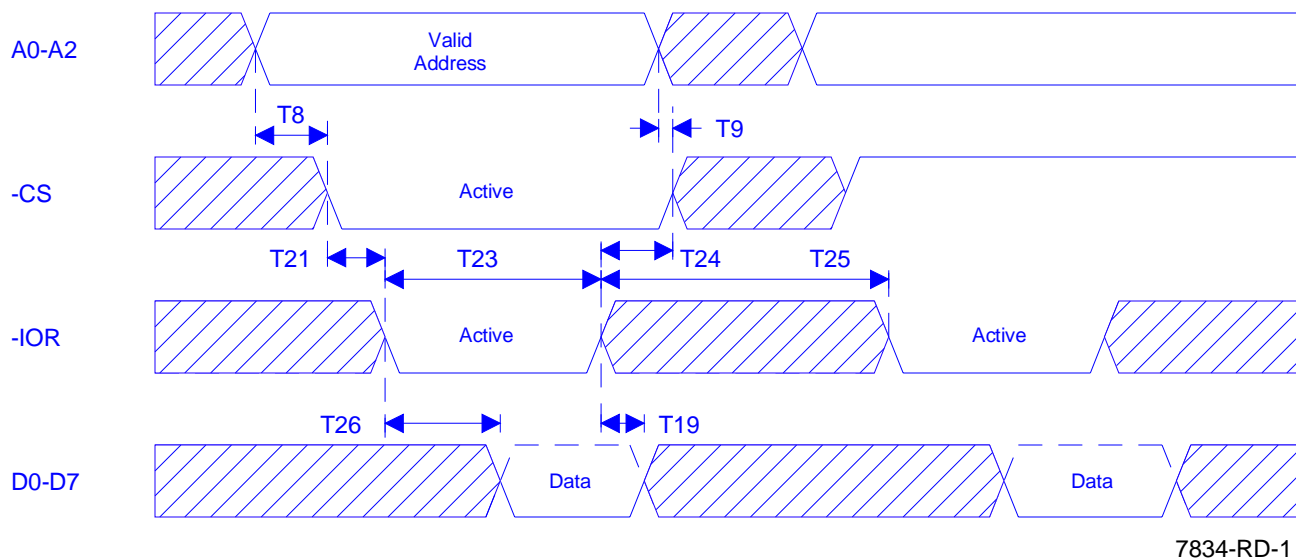 A0-A2
Valid
Address
T8
T9
-CS
Active
T21
T23
T24
T25
-IOR
Active
Active
T26
T19
D0-D7
Data
Data
7834-RD-1